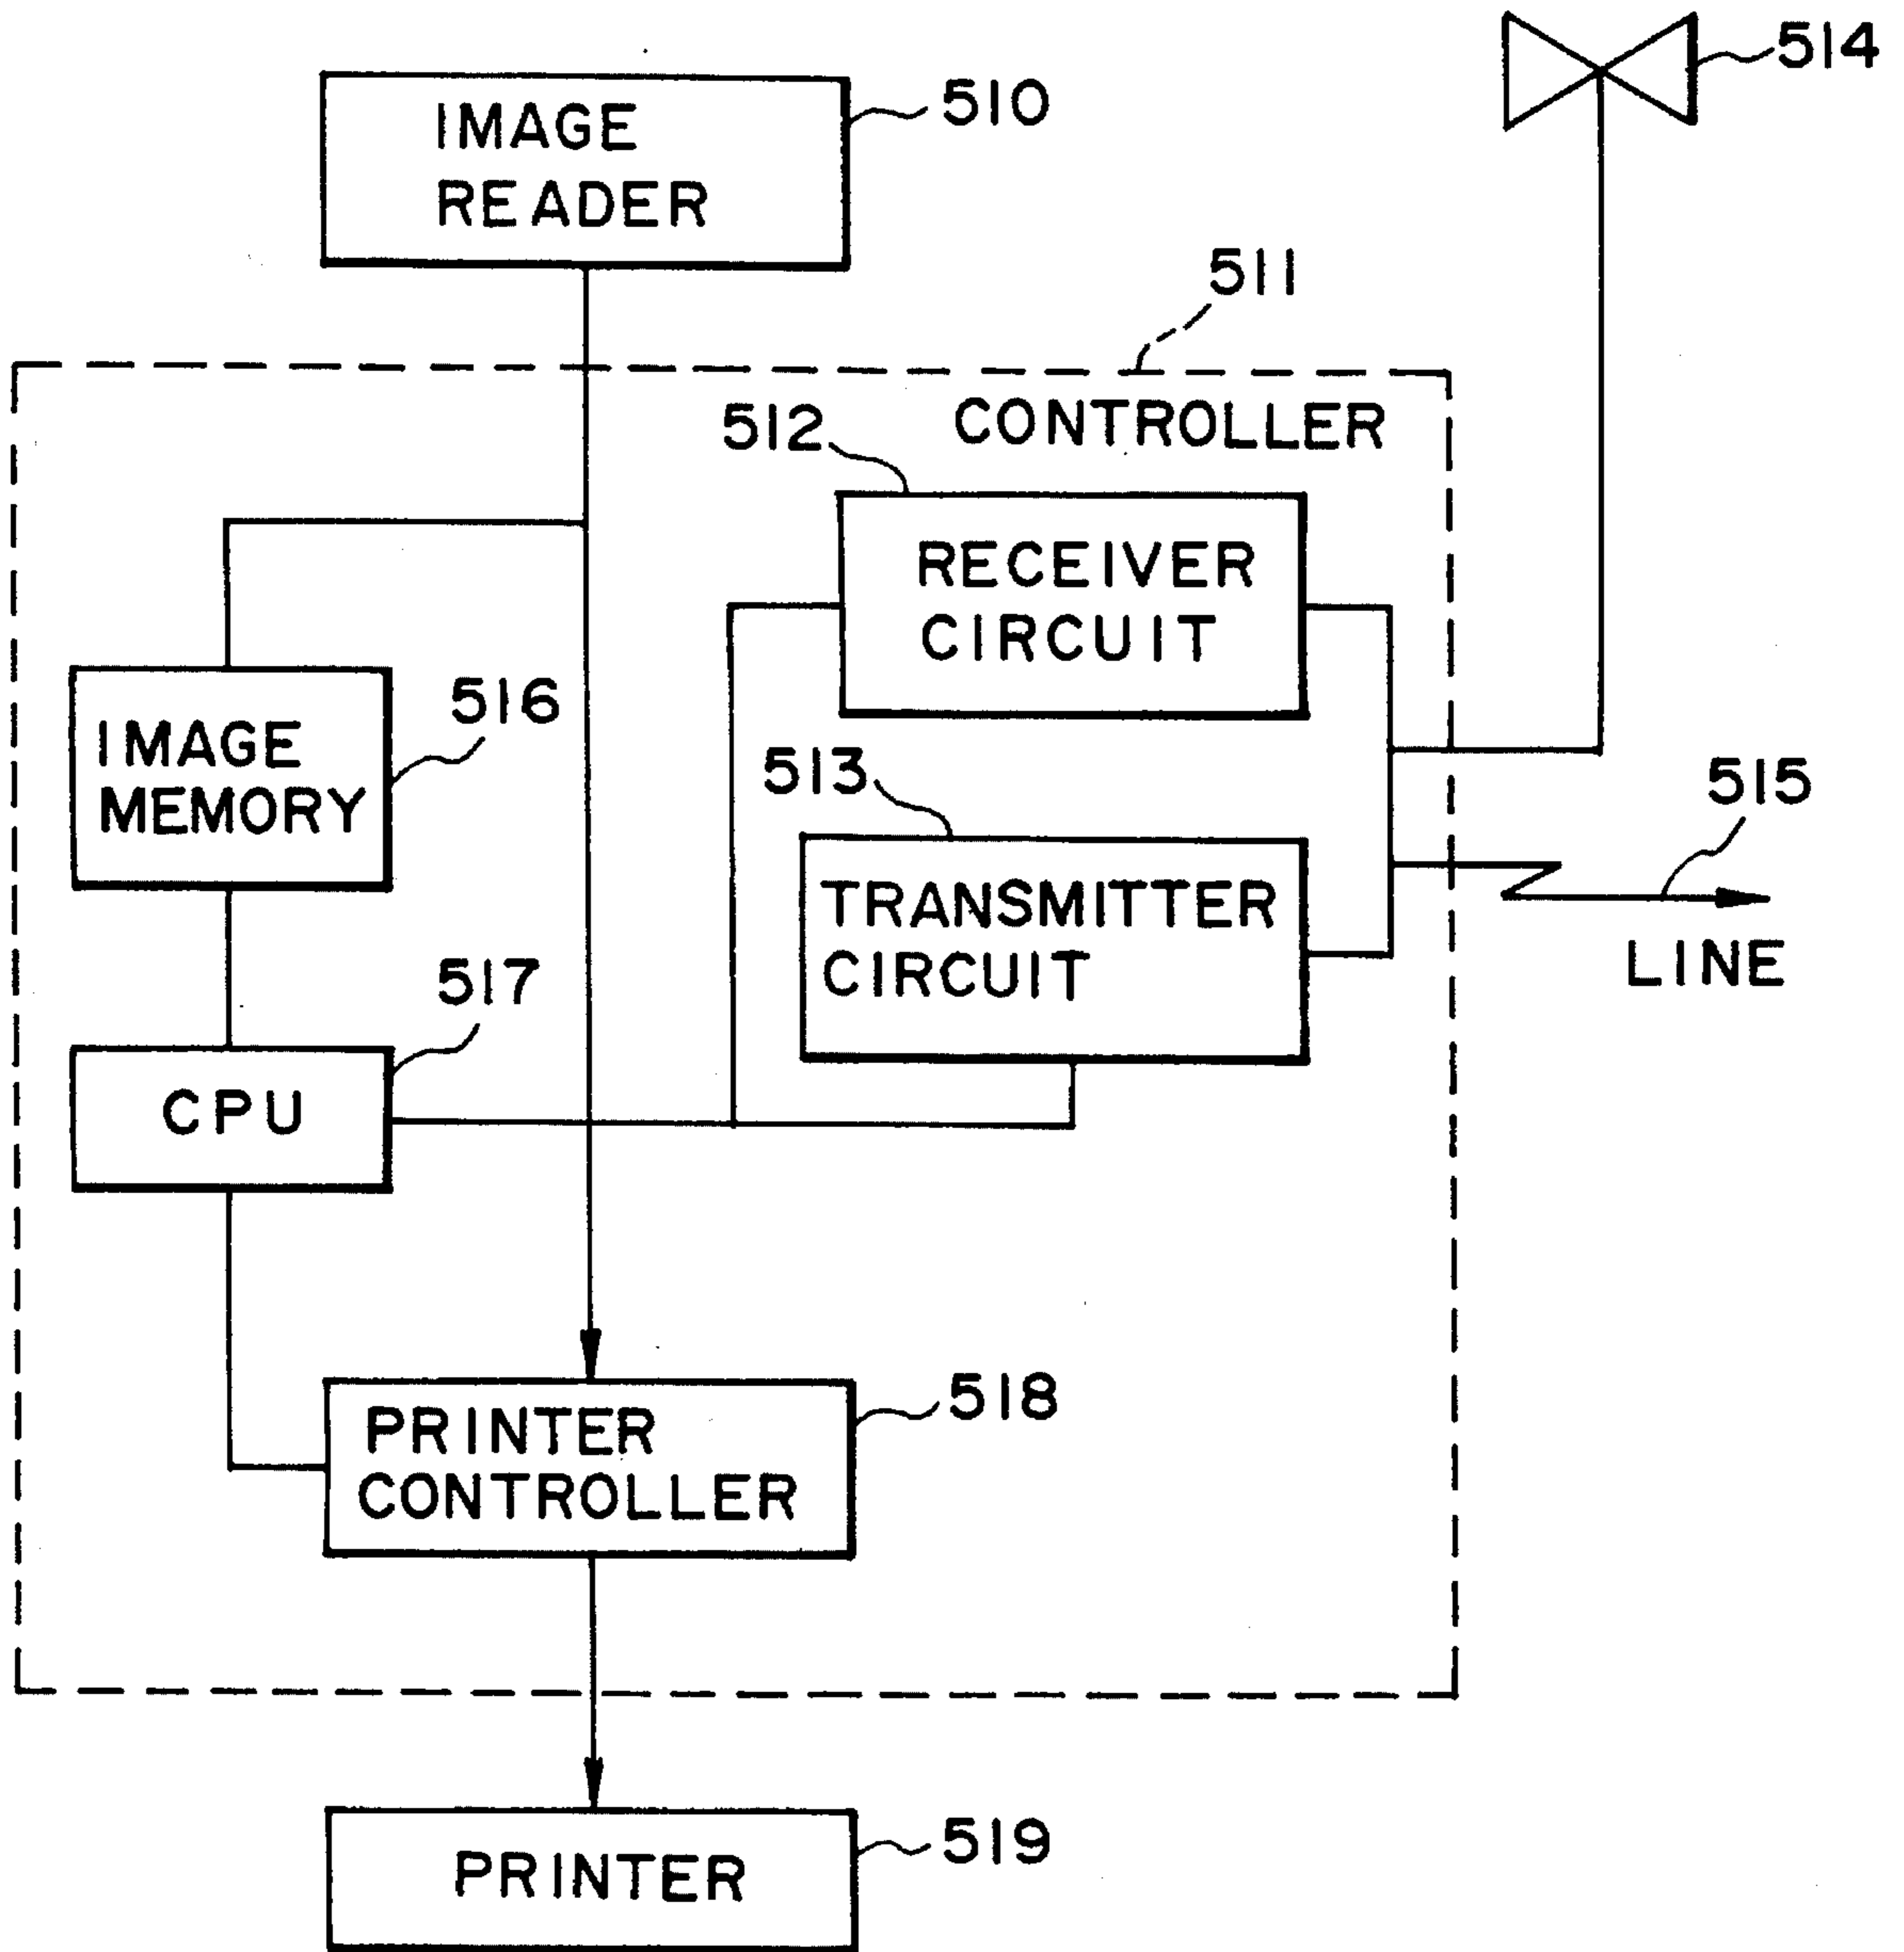 514
IMAGE
READER
510
511
CONTROLLER
512
RECEIVER
CIRCUIT
IMAGE
MEMORY
516
513
515
TRANSMITTER
CIRCUIT
LINE
517
CPU
PRINTER
CONTROLLER
518
PRINTER
519